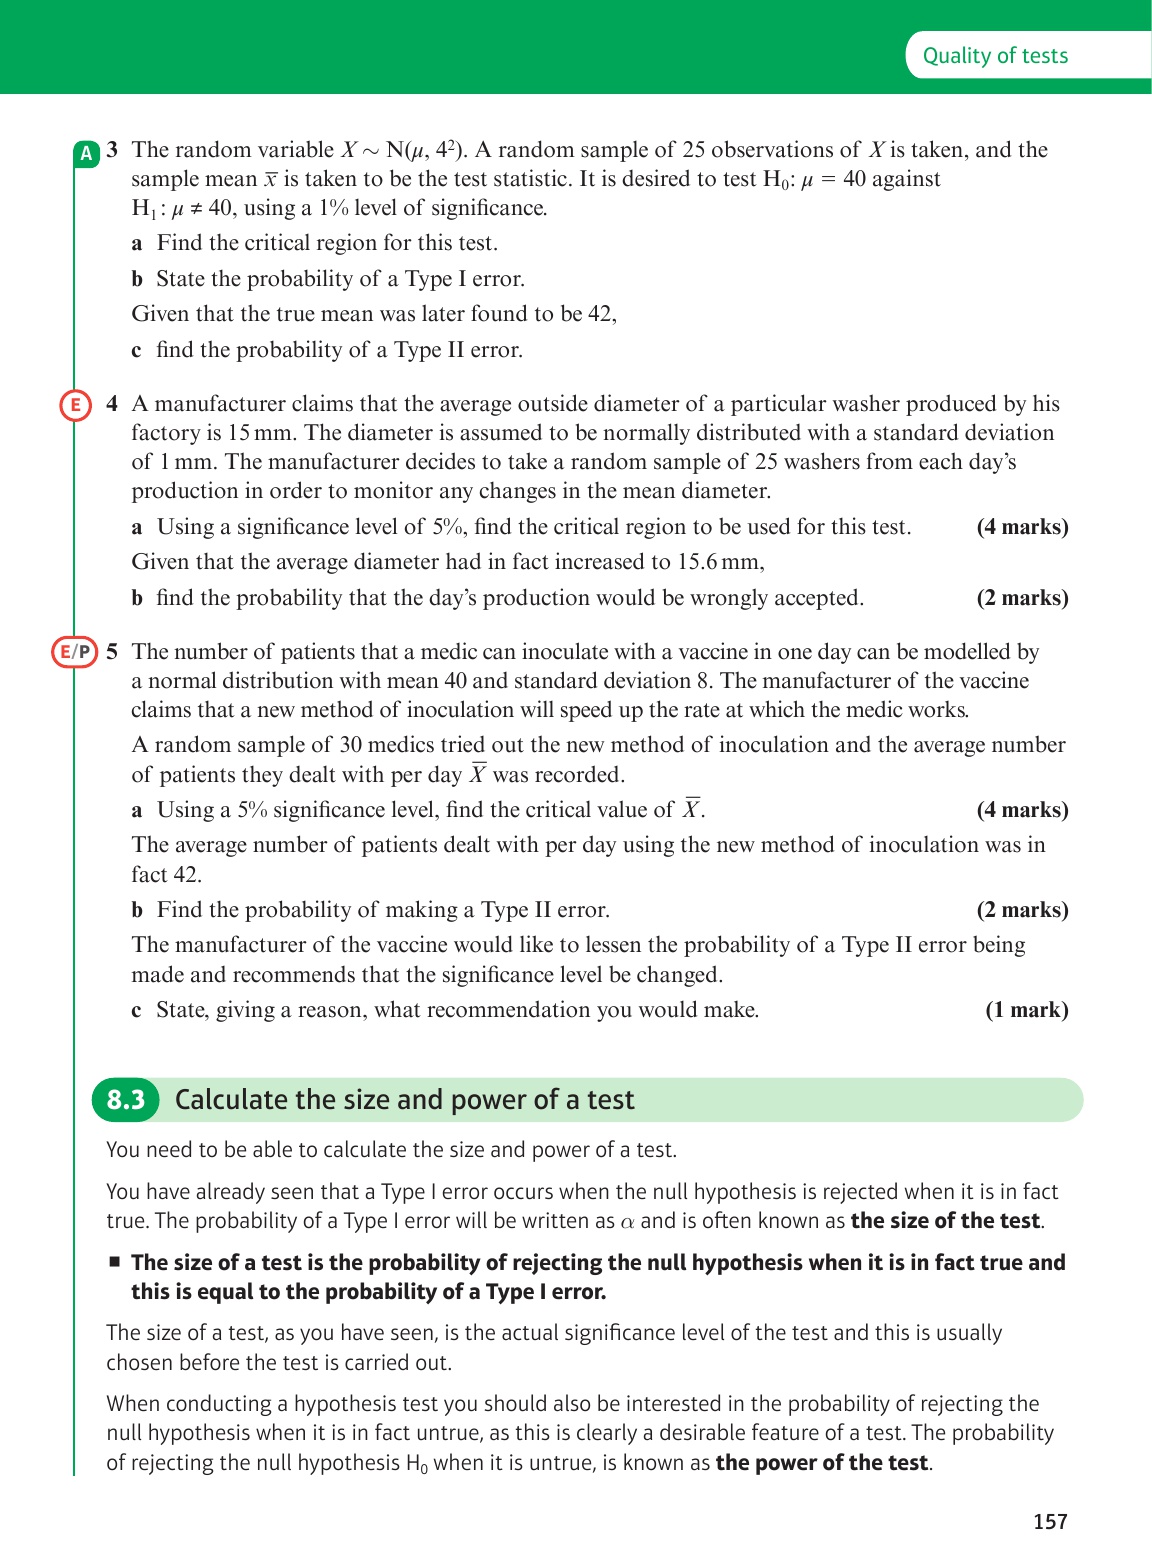 Quality of tests
A 3 The random variable X ∼ N(μ, 4²). A random sample of 25 observations of X is taken, and the
sample mean x̅ is taken to be the test statistic. It is desired to test H₀: μ = 40 against
H₁: μ ≠ 40, using a 1% level of significance.
a Find the critical region for this test.
b State the probability of a Type I error.
Given that the true mean was later found to be 42,
c find the probability of a Type II error.
E 4 A manufacturer claims that the average outside diameter of a particular washer produced by his
factory is 15 mm. The diameter is assumed to be normally distributed with a standard deviation
of 1 mm. The manufacturer decides to take a random sample of 25 washers from each day’s
production in order to monitor any changes in the mean diameter.
a Using a significance level of 5%, find the critical region to be used for this test. (4 marks)
Given that the average diameter had in fact increased to 15.6 mm,
b find the probability that the day’s production would be wrongly accepted. (2 marks)
E/P 5 The number of patients that a medic can inoculate with a vaccine in one day can be modelled by
a normal distribution with mean 40 and standard deviation 8. The manufacturer of the vaccine
claims that a new method of inoculation will speed up the rate at which the medic works.
A random sample of 30 medics tried out the new method of inoculation and the average number
of patients they dealt with per day X̅ was recorded.
a Using a 5% significance level, find the critical value of X̅. (4 marks)
The average number of patients dealt with per day using the new method of inoculation was in
fact 42.
b Find the probability of making a Type II error. (2 marks)
The manufacturer of the vaccine would like to lessen the probability of a Type II error being
made and recommends that the significance level be changed.
c State, giving a reason, what recommendation you would make. (1 mark)
8.3 Calculate the size and power of a test
You need to be able to calculate the size and power of a test.
You have already seen that a Type I error occurs when the null hypothesis is rejected when it is in fact
true. The probability of a Type I error will be written as α and is often known as the size of the test.
■ The size of a test is the probability of rejecting the null hypothesis when it is in fact true and
this is equal to the probability of a Type I error.
The size of a test, as you have seen, is the actual significance level of the test and this is usually
chosen before the test is carried out.
When conducting a hypothesis test you should also be interested in the probability of rejecting the
null hypothesis when it is in fact untrue, as this is clearly a desirable feature of a test. The probability
of rejecting the null hypothesis H₀ when it is untrue, is known as the power of the test.
157